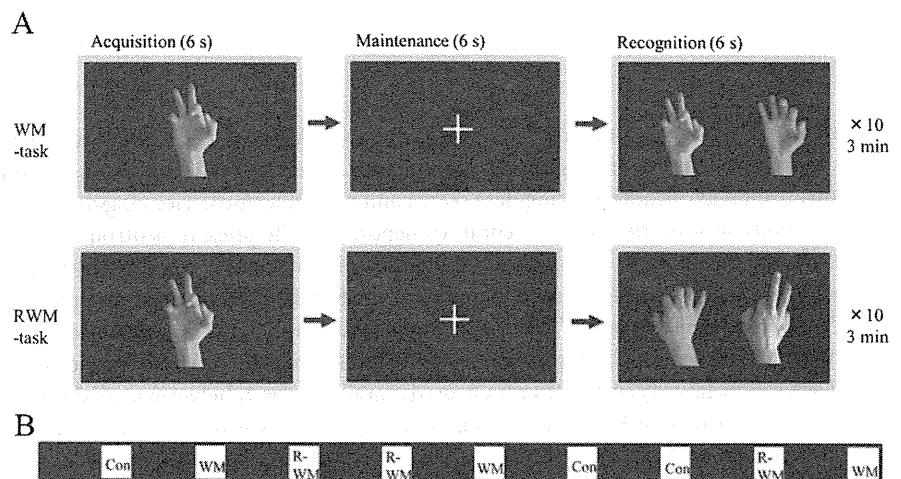 A
Acquisition (6 s) Maintenance (6 s) Recognition (6 s)
WM
-task
× 10
3 min
RWM
-task
× 10
3 min
B
Con WM R-WM R-WM WM Con Con R-WM WM